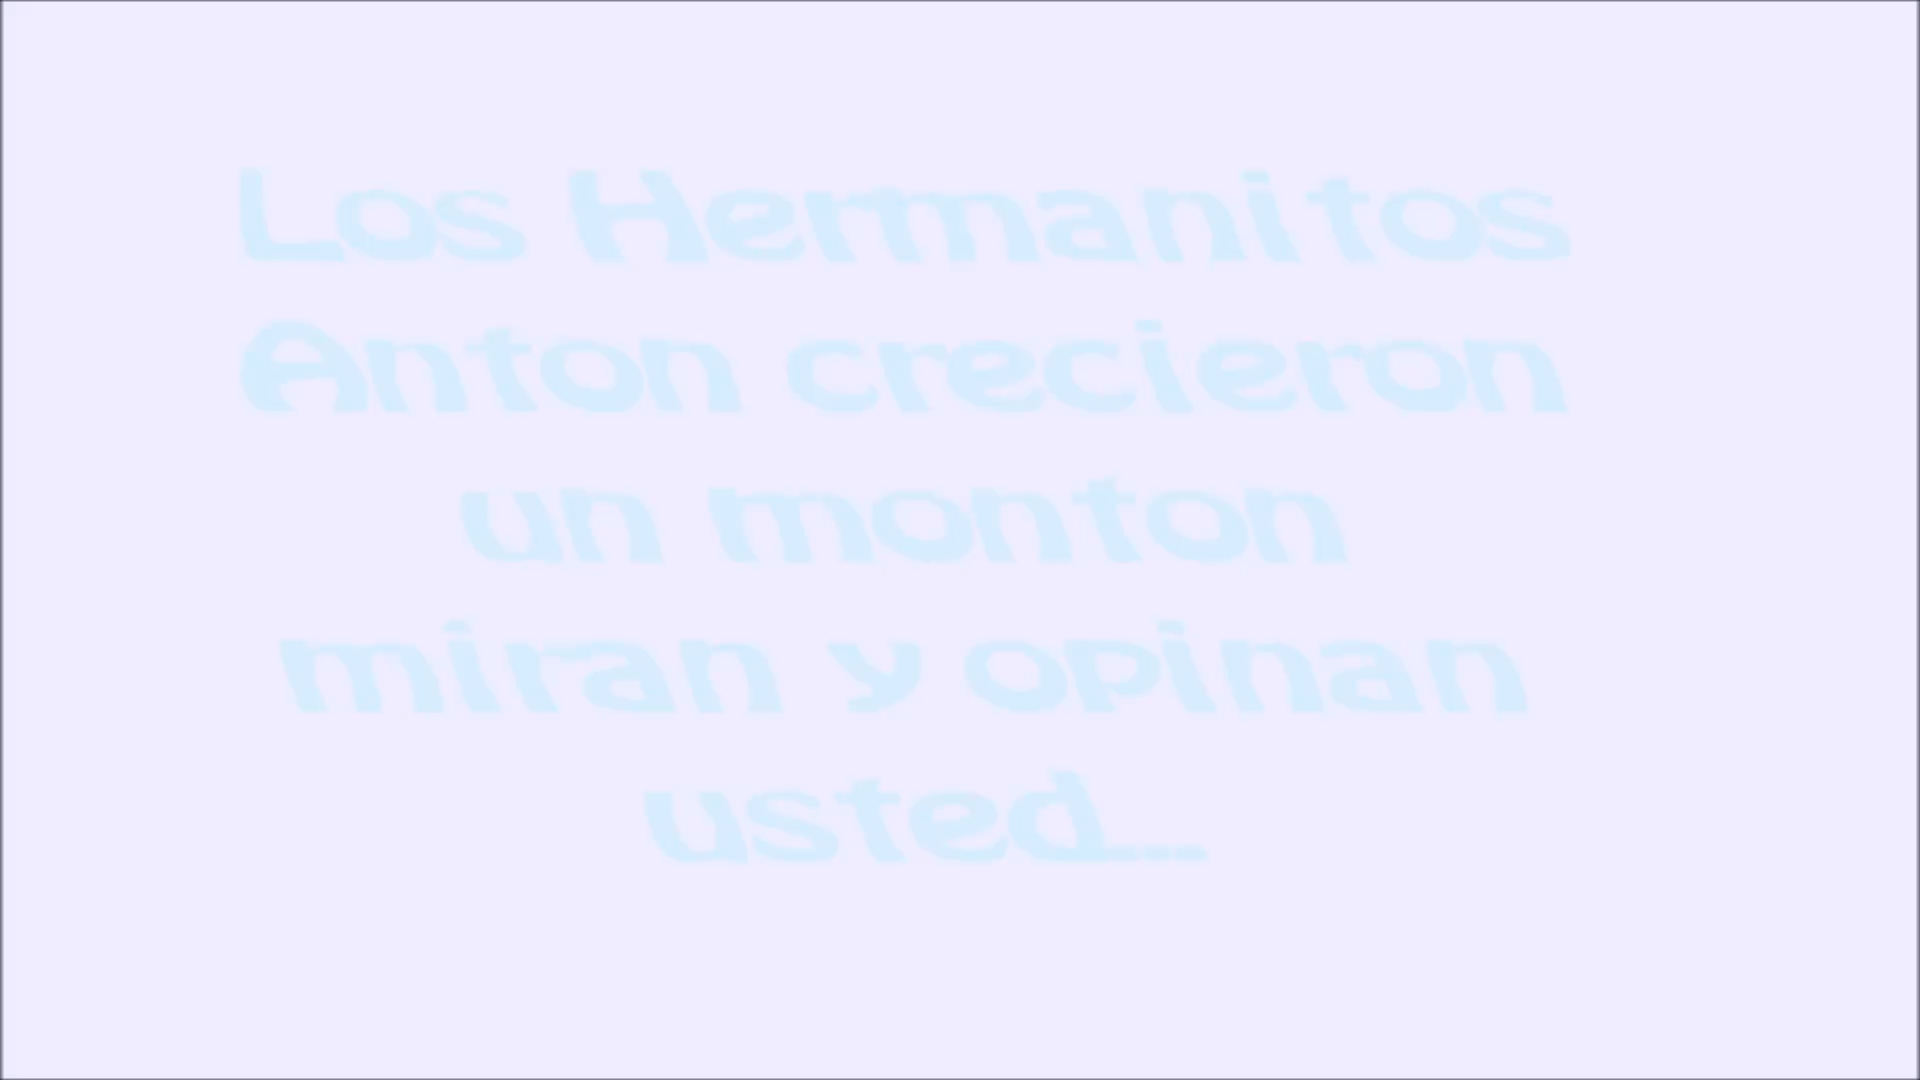 Los Hermanitos
Anton crecieron
un monton
miran y opinan
usted...